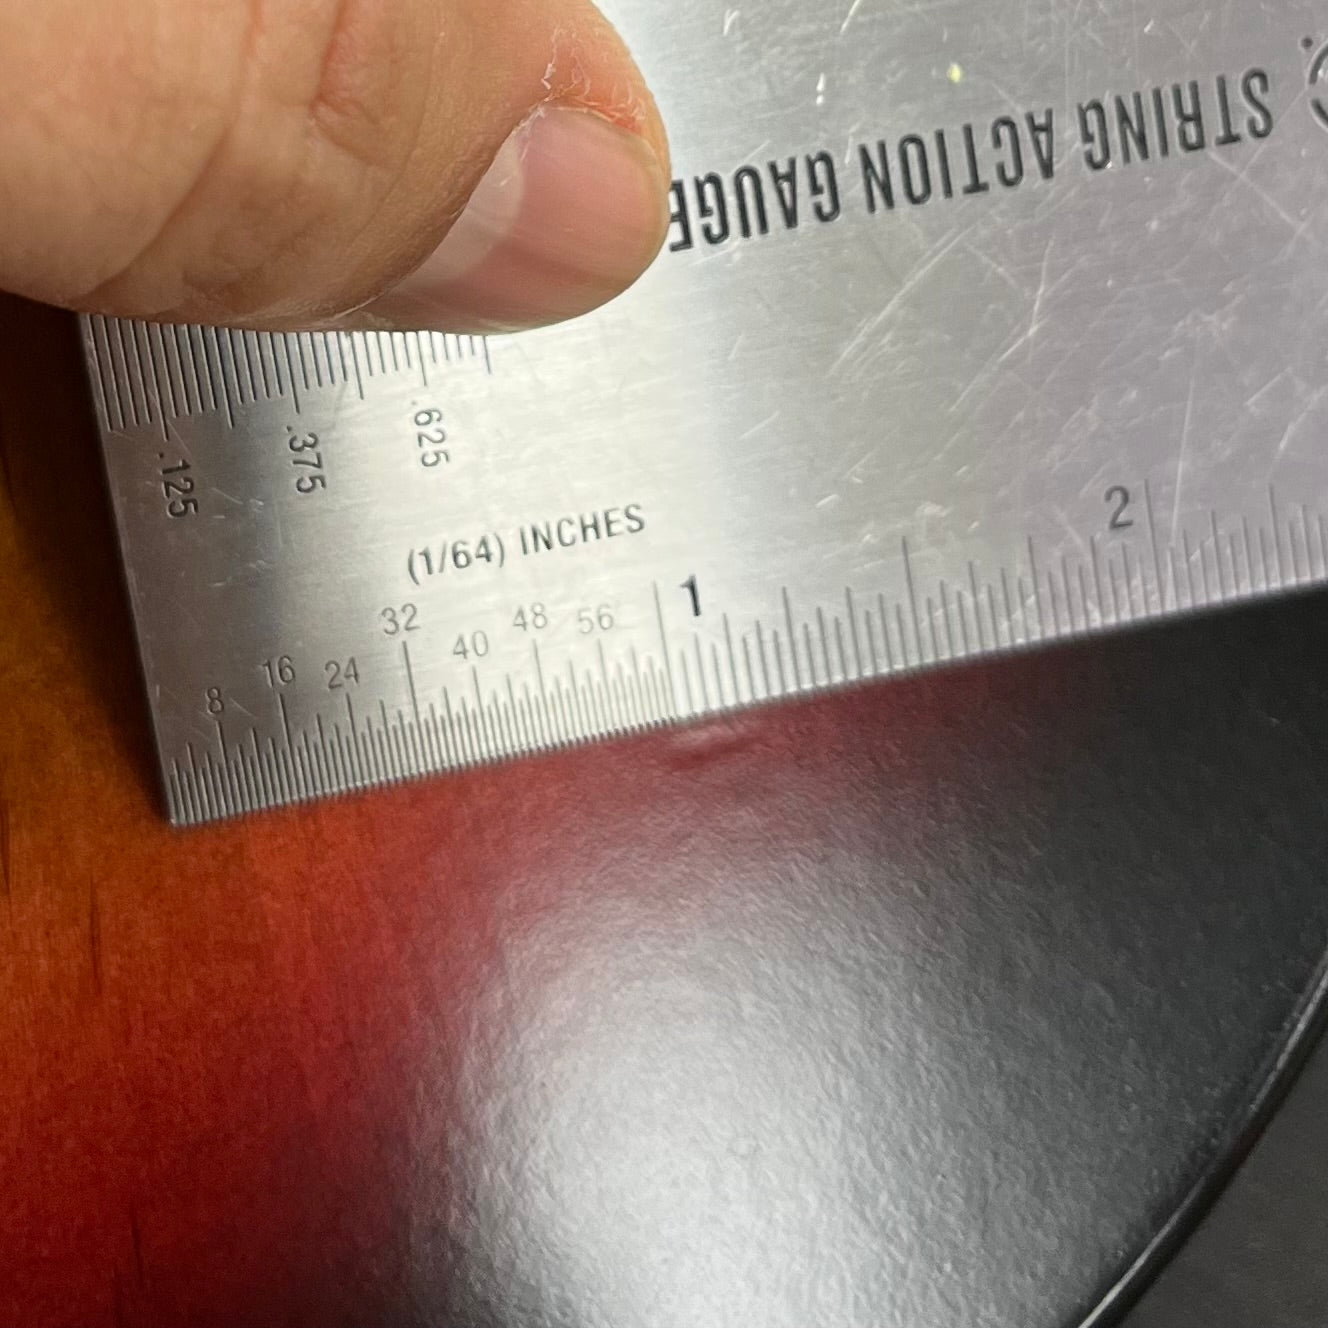 STRING ACTION GAUGE
.125
.375
.625
(1/64) INCHES
8 16 24 32 40 48 56 1 2